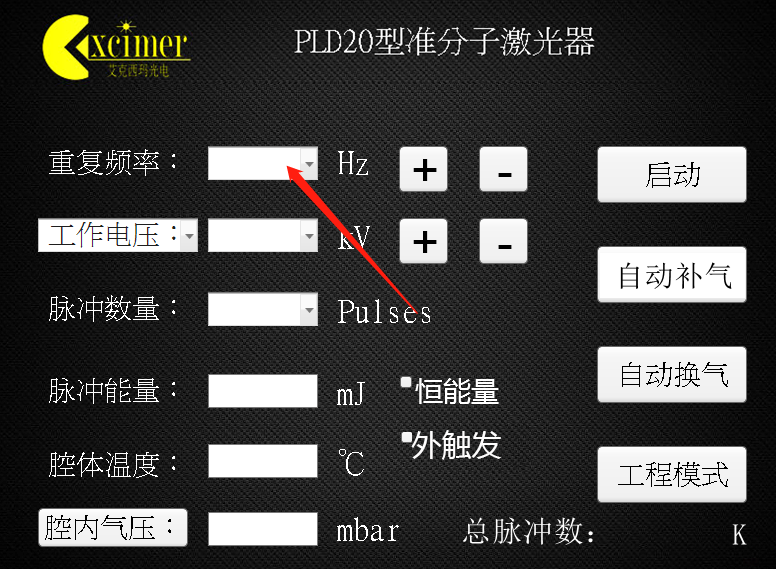 excimer
艾克西玛光电
PLD20型准分子激光器
重复频率： Hz + - 启动
工作电压： kV + -
自动补气
脉冲数量： Pulses
自动换气
脉冲能量： mJ 恒能量
外触发
腔体温度： ℃
工程模式
腔内气压： mbar 总脉冲数： K